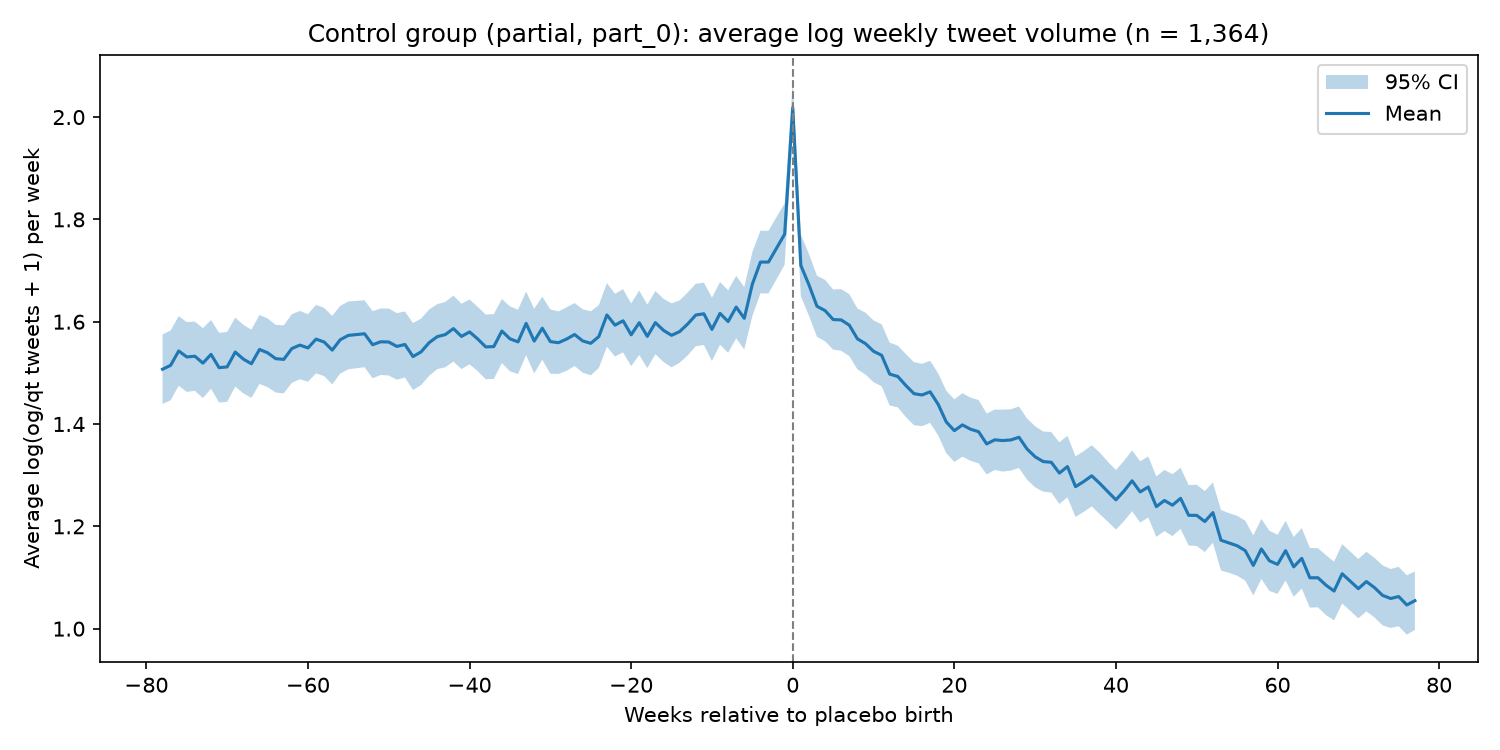 Control group (partial, part_0): average log weekly tweet volume (n = 1,364)
95% CI
Mean
Average log(og/qt tweets + 1) per week
2.0
1.8
1.6
1.4
1.2
1.0
−80 −60 −40 −20 0 20 40 60 80
Weeks relative to placebo birth